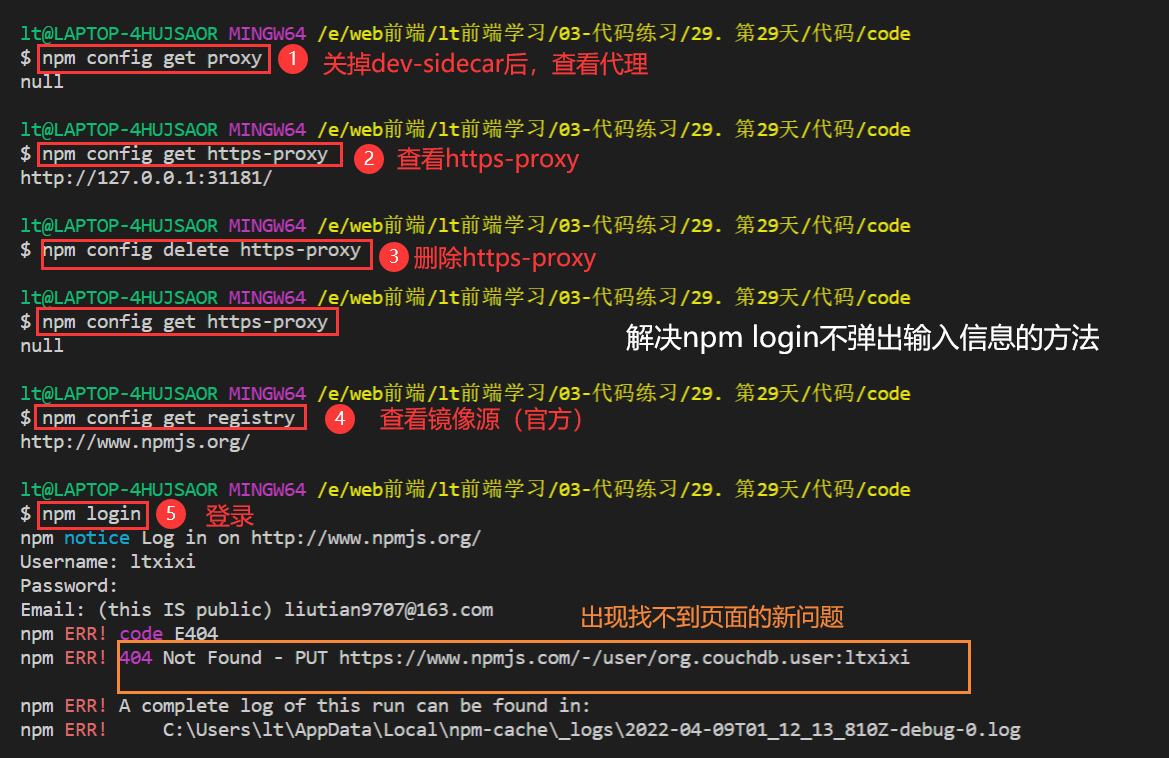 lt@LAPTOP-4HUJSAOR MINGW64 /e/web前端/lt前端学习/03-代码练习/29. 第29天/代码/code
$ npm config get proxy 1 关掉dev-sidecar后，查看代理
null
lt@LAPTOP-4HUJSAOR MINGW64 /e/web前端/lt前端学习/03-代码练习/29. 第29天/代码/code
$ npm config get https-proxy 2 查看https-proxy
http://127.0.0.1:31181/
lt@LAPTOP-4HUJSAOR MINGW64 /e/web前端/lt前端学习/03-代码练习/29. 第29天/代码/code
$ npm config delete https-proxy 3 删除https-proxy
lt@LAPTOP-4HUJSAOR MINGW64 /e/web前端/lt前端学习/03-代码练习/29. 第29天/代码/code
$ npm config get https-proxy
解决npm login不弹出输入信息的方法
null
lt@LAPTOP-4HUJSAOR MINGW64 /e/web前端/lt前端学习/03-代码练习/29. 第29天/代码/code
$ npm config get registry 4 查看镜像源（官方）
http://www.npmjs.org/
lt@LAPTOP-4HUJSAOR MINGW64 /e/web前端/lt前端学习/03-代码练习/29. 第29天/代码/code
$ npm login 5 登录
npm notice Log in on http://www.npmjs.org/
Username: ltxixi
Password:
Email: (this IS public) liutian9707@163.com
出现找不到页面的新问题
npm ERR! code E404
npm ERR! 404 Not Found - PUT https://www.npmjs.com/-/user/org.couchdb.user:ltxixi
npm ERR! A complete log of this run can be found in:
npm ERR!     C:\Users\lt\AppData\Local\npm-cache\_logs\2022-04-09T01_12_13_810Z-debug-0.log